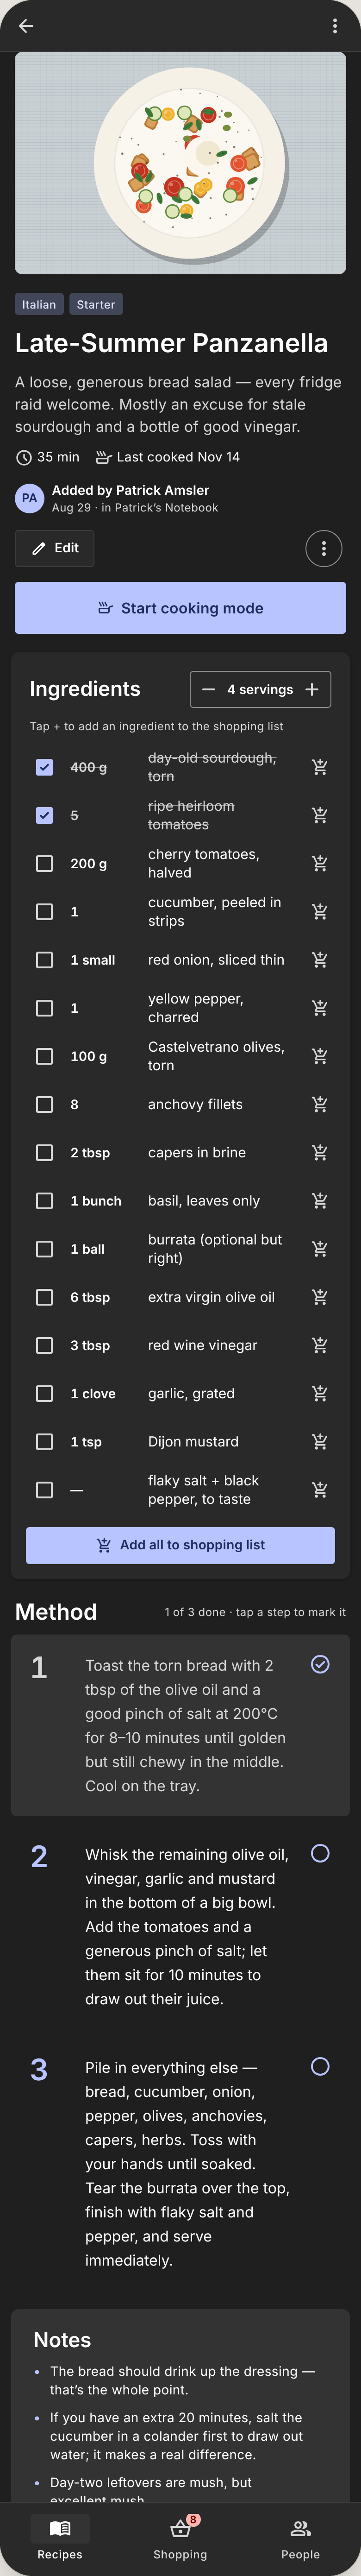 Italian Starter
Late-Summer Panzanella
A loose, generous bread salad — every fridge
raid welcome. Mostly an excuse for stale
sourdough and a bottle of good vinegar.
35 min Last cooked Nov 14
PA Added by Patrick Amsler
Aug 29 · in Patrick's Notebook
Edit
Start cooking mode
Ingredients — 4 servings +
Tap + to add an ingredient to the shopping list
400 g day-old sourdough,
torn
5 ripe heirloom
tomatoes
200 g cherry tomatoes,
halved
1 cucumber, peeled in
strips
1 small red onion, sliced thin
1 yellow pepper,
charred
100 g Castelvetrano olives,
torn
8 anchovy fillets
2 tbsp capers in brine
1 bunch basil, leaves only
1 ball burrata (optional but
right)
6 tbsp extra virgin olive oil
3 tbsp red wine vinegar
1 clove garlic, grated
1 tsp Dijon mustard
— flaky salt + black
pepper, to taste
Add all to shopping list
Method 1 of 3 done · tap a step to mark it
1 Toast the torn bread with 2
tbsp of the olive oil and a
good pinch of salt at 200°C
for 8–10 minutes until golden
but still chewy in the middle.
Cool on the tray.
2 Whisk the remaining olive oil,
vinegar, garlic and mustard
in the bottom of a big bowl.
Add the tomatoes and a
generous pinch of salt; let
them sit for 10 minutes to
draw out their juice.
3 Pile in everything else —
bread, cucumber, onion,
pepper, olives, anchovies,
capers, herbs. Toss with
your hands until soaked.
Tear the burrata over the top,
finish with flaky salt and
pepper, and serve
immediately.
Notes
• The bread should drink up the dressing —
that's the whole point.
• If you have an extra 20 minutes, salt the
cucumber in a colander first to draw out
water; it makes a real difference.
• Day-two leftovers are mush, but
excellent mush.
8
Recipes Shopping People